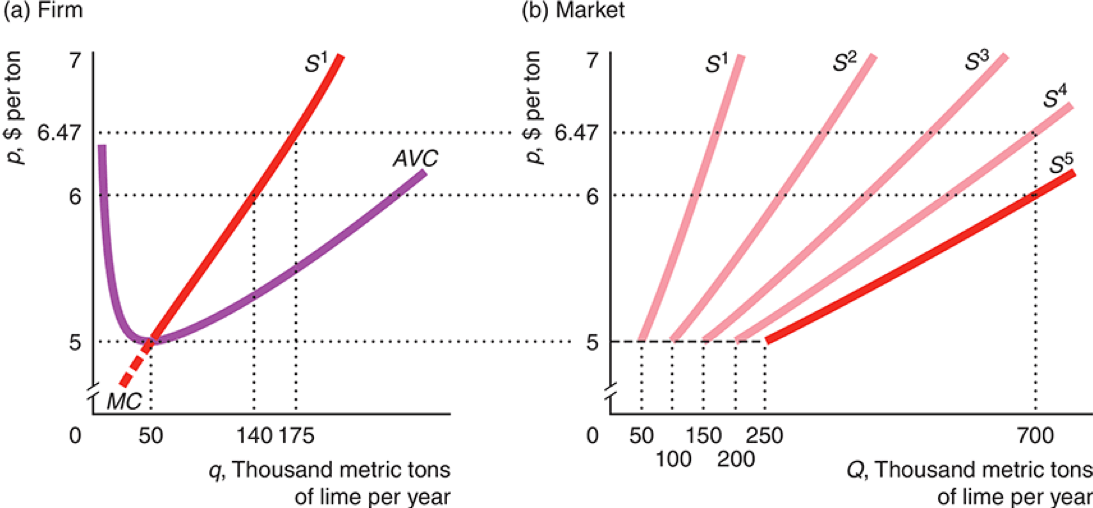 (a) Firm
p, $ per ton
7
6.47
6
5
0
S¹
AVC
MC
50
140
175
q, Thousand metric tons
of lime per year
(b) Market
p, $ per ton
7
6.47
6
5
0
S¹
S²
S³
S⁴
S⁵
50
150
250
700
100
200
Q, Thousand metric tons
of lime per year